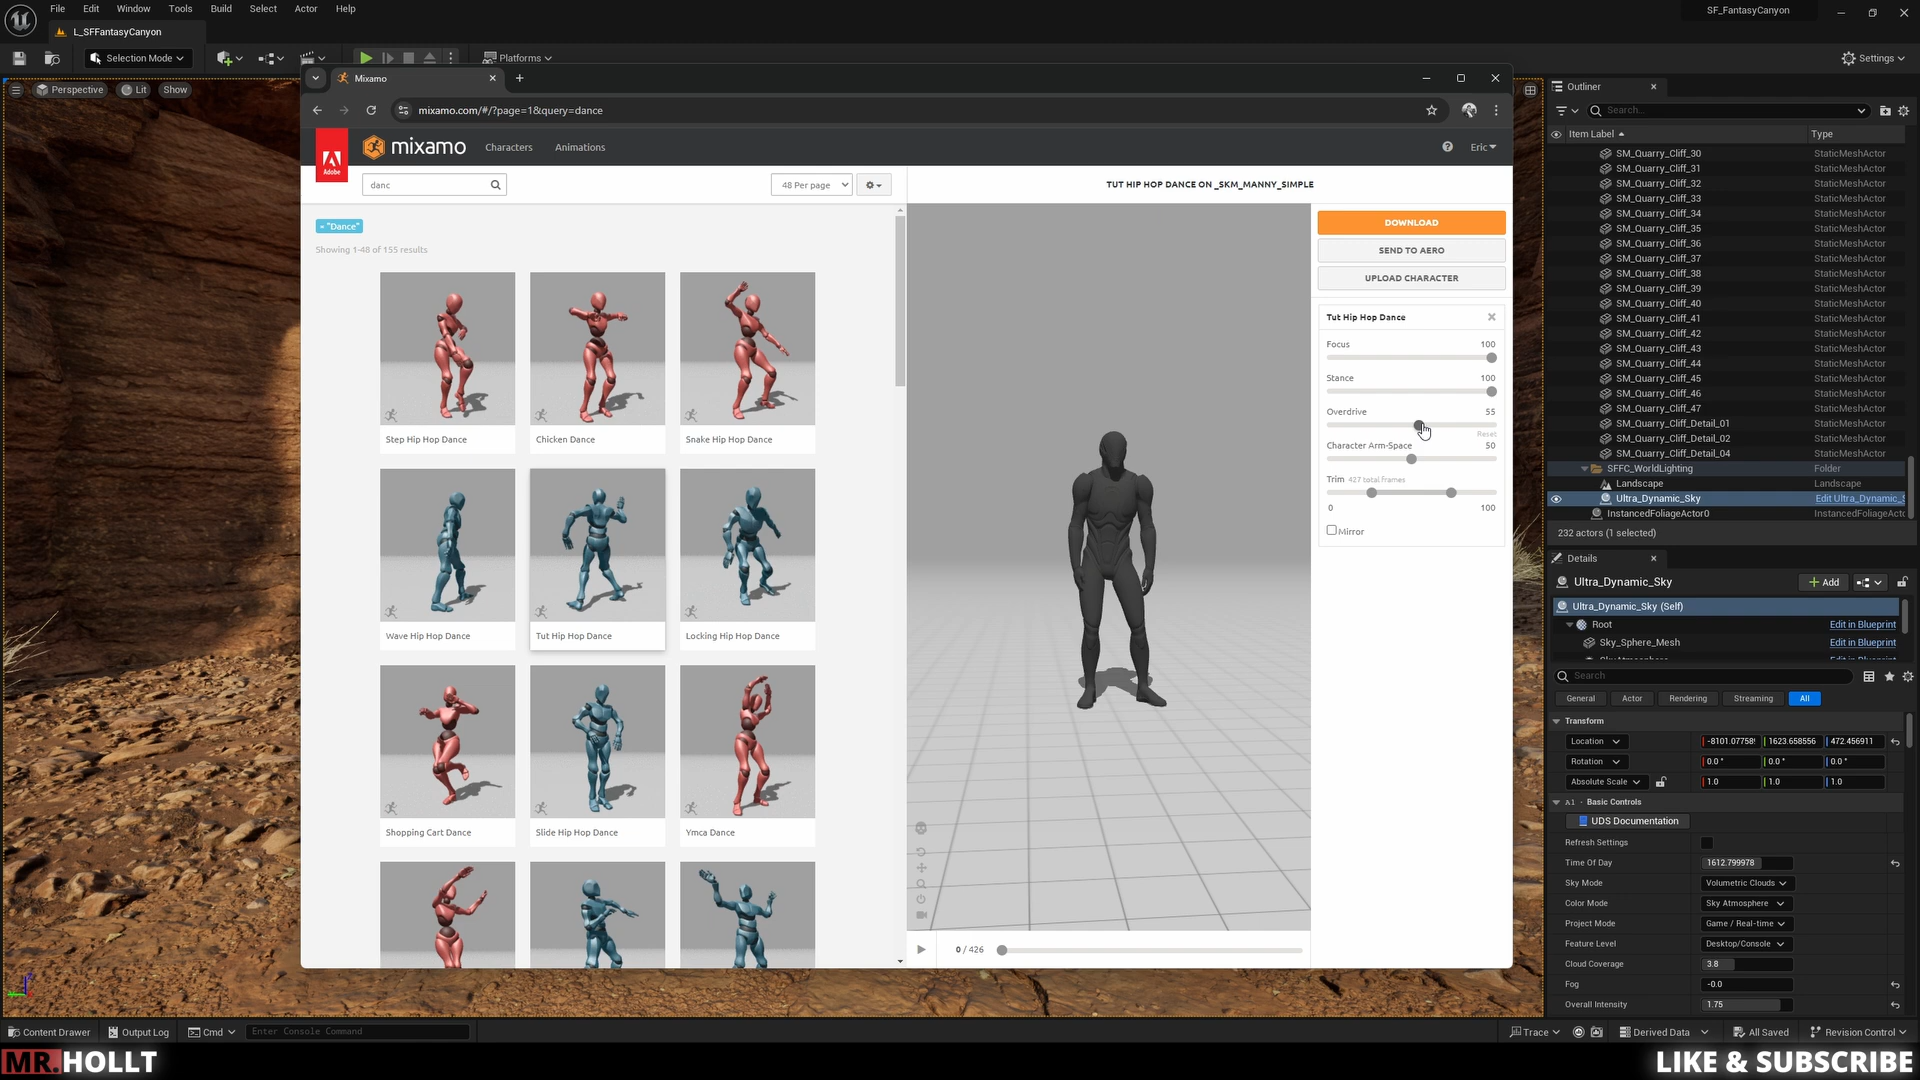 File Edit Window Tools Build Select Actor Help
SF_FantasyCanyon
L_SFFantasyCanyon
Selection Mode
Platforms
Settings
Perspective Lit Show
Mixamo
mixamo.com/#/?page=1&query=dance
Adobe
mixamo
Characters Animations
Eric
danc
48 Per page
TUT HIP HOP DANCE ON _SKM_MANNY_SIMPLE
× "Dance"
Showing 1-48 of 155 results
Step Hip Hop Dance
Chicken Dance
Snake Hip Hop Dance
Wave Hip Hop Dance
Tut Hip Hop Dance
Locking Hip Hop Dance
Shopping Cart Dance
Slide Hip Hop Dance
Ymca Dance
DOWNLOAD
SEND TO AERO
UPLOAD CHARACTER
Tut Hip Hop Dance
Focus 100
Stance 100
Overdrive 55
Reset
Character Arm-Space 50
Trim 427 total frames
0 100
Mirror
0 / 426
Outliner
Search...
Item Label Type
SM_Quarry_Cliff_30 StaticMeshActor
SM_Quarry_Cliff_31 StaticMeshActor
SM_Quarry_Cliff_32 StaticMeshActor
SM_Quarry_Cliff_33 StaticMeshActor
SM_Quarry_Cliff_34 StaticMeshActor
SM_Quarry_Cliff_35 StaticMeshActor
SM_Quarry_Cliff_36 StaticMeshActor
SM_Quarry_Cliff_37 StaticMeshActor
SM_Quarry_Cliff_38 StaticMeshActor
SM_Quarry_Cliff_39 StaticMeshActor
SM_Quarry_Cliff_40 StaticMeshActor
SM_Quarry_Cliff_41 StaticMeshActor
SM_Quarry_Cliff_42 StaticMeshActor
SM_Quarry_Cliff_43 StaticMeshActor
SM_Quarry_Cliff_44 StaticMeshActor
SM_Quarry_Cliff_45 StaticMeshActor
SM_Quarry_Cliff_46 StaticMeshActor
SM_Quarry_Cliff_47 StaticMeshActor
SM_Quarry_Cliff_Detail_01 StaticMeshActor
SM_Quarry_Cliff_Detail_02 StaticMeshActor
SM_Quarry_Cliff_Detail_04 StaticMeshActor
SFFC_WorldLighting Folder
Landscape Landscape
Ultra_Dynamic_Sky Edit Ultra_Dynamic_S
InstancedFoliageActor0 InstancedFoliageActo
232 actors (1 selected)
Details
Ultra_Dynamic_Sky
Add
Ultra_Dynamic_Sky (Self)
Root Edit in Blueprint
Sky_Sphere_Mesh Edit in Blueprint
Search
General Actor Rendering Streaming All
Transform
Location -8101.07758 1623.658556 472.456911
Rotation 0.0° 0.0° 0.0°
Absolute Scale 1.0 1.0 1.0
Basic Controls
UDS Documentation
Refresh Settings
Time Of Day 1612.799978
Sky Mode Volumetric Clouds
Color Mode Sky Atmosphere
Project Mode Game / Real-time
Feature Level Desktop/Console
Cloud Coverage 3.8
Fog -0.0
Overall Intensity 1.75
Content Drawer Output Log Cmd Enter Console Command
Trace Derived Data All Saved Revision Control
MR.HOLLT
LIKE & SUBSCRIBE